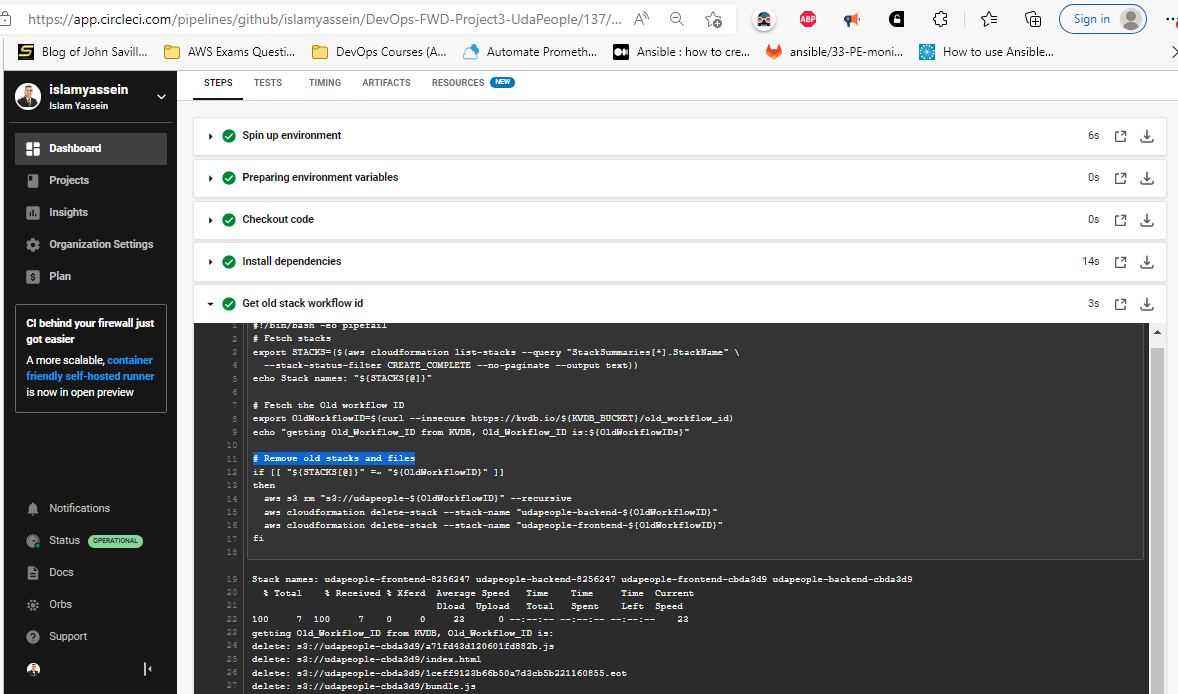 https://app.circleci.com/pipelines/github/islamyassein/DevOps-FWD-Project3-UdaPeople/137/...
Sign in
Blog of John Savill...
AWS Exams Questi...
DevOps Courses (A...
Automate Prometh...
Ansible : how to cre...
ansible/33-PE-moni...
How to use Ansible...
islamyassein
Islam Yassein
Dashboard
Projects
Insights
Organization Settings
Plan
CI behind your firewall just
got easier
A more scalable, container
friendly self-hosted runner
is now in open preview
Notifications
Status OPERATIONAL
Docs
Orbs
Support
STEPS TESTS TIMING ARTIFACTS RESOURCES NEW
Spin up environment 6s
Preparing environment variables 0s
Checkout code 0s
Install dependencies 14s
Get old stack workflow id 3s
1 #!/bin/bash -eo pipefail
2 # Fetch stacks
3 export STACKS=($(aws cloudformation list-stacks --query "StackSummaries[*].StackName" \
4 --stack-status-filter CREATE_COMPLETE --no-paginate --output text))
5 echo Stack names: "${STACKS[@]}"
6
7 # Fetch the Old workflow ID
8 export OldWorkflowID=$(curl --insecure https://kvdb.io/${KVDB_BUCKET}/old_workflow_id)
9 echo "getting Old_Workflow_ID from KVDB, Old_Workflow_ID is:${OldWorkflowIDs}"
10
11 # Remove old stacks and files
12 if [[ "${STACKS[@]}" =~ "${OldWorkflowID}" ]]
13 then
14 aws s3 rm "s3://udapeople-${OldWorkflowID}" --recursive
15 aws cloudformation delete-stack --stack-name "udapeople-backend-${OldWorkflowID}"
16 aws cloudformation delete-stack --stack-name "udapeople-frontend-${OldWorkflowID}"
17 fi
18
19 Stack names: udapeople-frontend-8256247 udapeople-backend-8256247 udapeople-frontend-cbda3d9 udapeople-backend-cbda3d9
20 % Total % Received % Xferd Average Speed Time Time Time Current
21 Dload Upload Total Spent Left Speed
22 100 7 100 7 0 0 23 0 --:--:-- --:--:-- --:--:-- 23
23 getting Old_Workflow_ID from KVDB, Old_Workflow_ID is:
24 delete: s3://udapeople-cbda3d9/a71fd43d120601fd882b.js
25 delete: s3://udapeople-cbda3d9/index.html
26 delete: s3://udapeople-cbda3d9/1ceff9123b66b50a7d3cb5b221160855.eot
27 delete: s3://udapeople-cbda3d9/bundle.js